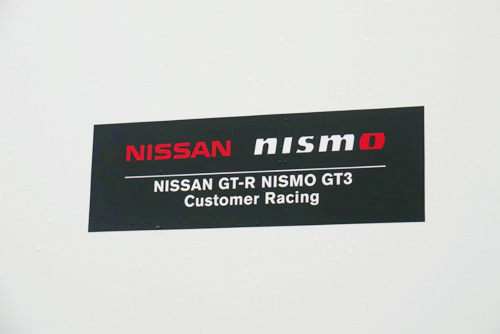 NISSAN nismo
NISSAN GT-R NISMO GT3
Customer Racing